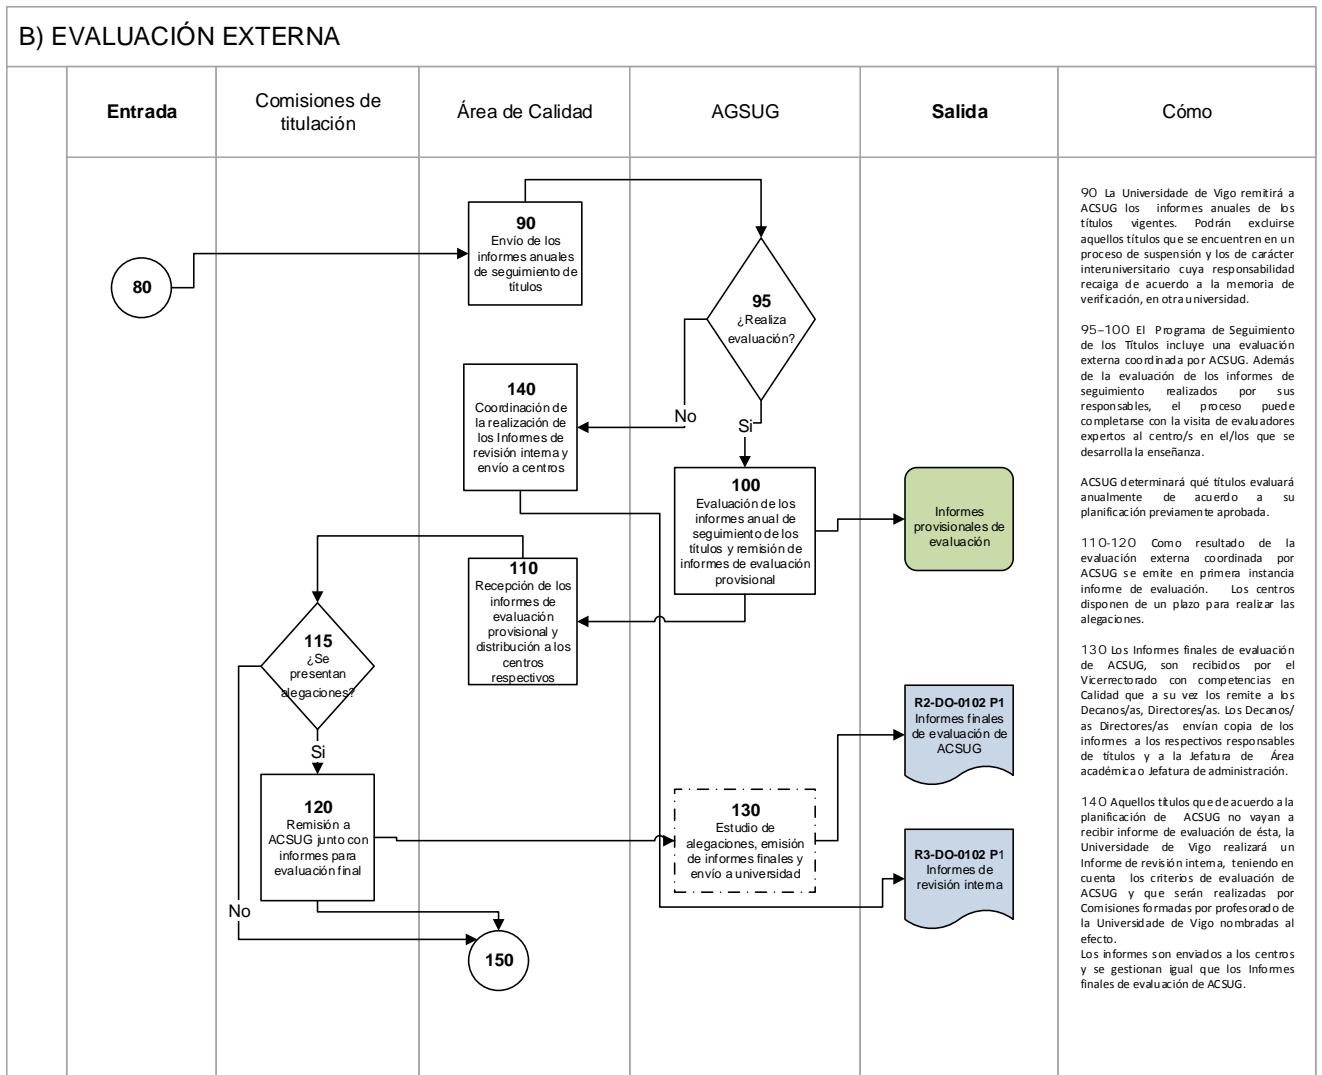 B) EVALUACIÓN EXTERNA
Entrada
Comisiones de
titulación
Área de Calidad
AGSUG
Salida
Cómo
80
90
Envío de los
informes anuales
de seguimiento de
títulos
95
¿Realiza
evaluación?
No
Si
140
Coordinación de
la realización de
los Informes de
revisión interna y
envío a centros
100
Evaluación de los
informes anual de
seguimiento de los
títulos y remisión de
informes de evaluación
provisional
Informes
provisionales de
evaluación
110
Recepción de los
informes de
evaluación
provisional y
distribución a los
centros
respectivos
115
¿Se
presentan
alegaciones?
Si
No
120
Remisión a
ACSUG junto con
informes para
evaluación final
130
Estudio de
alegaciones, emisión
de informes finales y
envío a universidad
R2-DO-0102 P1
Informes finales
de evaluación de
ACSUG
R3-DO-0102 P1
Informes de
revisión interna
150
90 La Universidade de Vigo remitirá a
ACSUG los informes anuales de los
títulos vigentes. Podrán excluirse
aquellos títulos que se encuentren en un
proceso de suspensión y los de carácter
interuniversitario cuya responsabilidad
recaiga de acuerdo a la memoria de
verificación, en otra universidad.
95–100 El Programa de Seguimiento
de los Títulos incluye una evaluación
externa coordinada por ACSUG. Además
de la evaluación de los informes de
seguimiento realizados por sus
responsables, el proceso puede
completarse con la visita de evaluadores
expertos al centro/s en el/los que se
desarrolla la enseñanza.
ACSUG determinará qué títulos evaluará
anualmente de acuerdo a su
planificación previamente aprobada.
110-120 Como resultado de la
evaluación externa coordinada por
ACSUG se emite en primera instancia
informe de evaluación. Los centros
disponen de un plazo para realizar las
alegaciones.
130 Los Informes finales de evaluación
de ACSUG, son recibidos por el
Vicerrectorado con competencias en
Calidad que a su vez los remite a los
Decanos/as, Directores/as. Los Decanos/
as Directores/as envían copia de los
informes a los respectivos responsables
de títulos y a la Jefatura de Área
académica o Jefatura de administración.
140 Aquellos títulos que de acuerdo a la
planificación de ACSUG no vayan a
recibir informe de evaluación de ésta, la
Universidade de Vigo realizará un
Informe de revisión interna, teniendo en
cuenta los criterios de evaluación de
ACSUG y que serán realizadas por
Comisiones formadas por profesorado de
la Universidade de Vigo nombradas al
efecto.
Los informes son enviados a los centros
y se gestionan igual que los Informes
finales de evaluación de ACSUG.